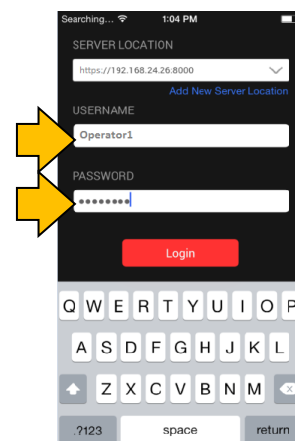 Searching... 1:04 PM
SERVER LOCATION
https://192.168.24.26.8000
Add New Server Location
USERNAME
Operator1
PASSWORD
••••••••
Login
Q W E R T Y U I O P
A S D F G H J K L
Z X C V B N M
.?123 space return